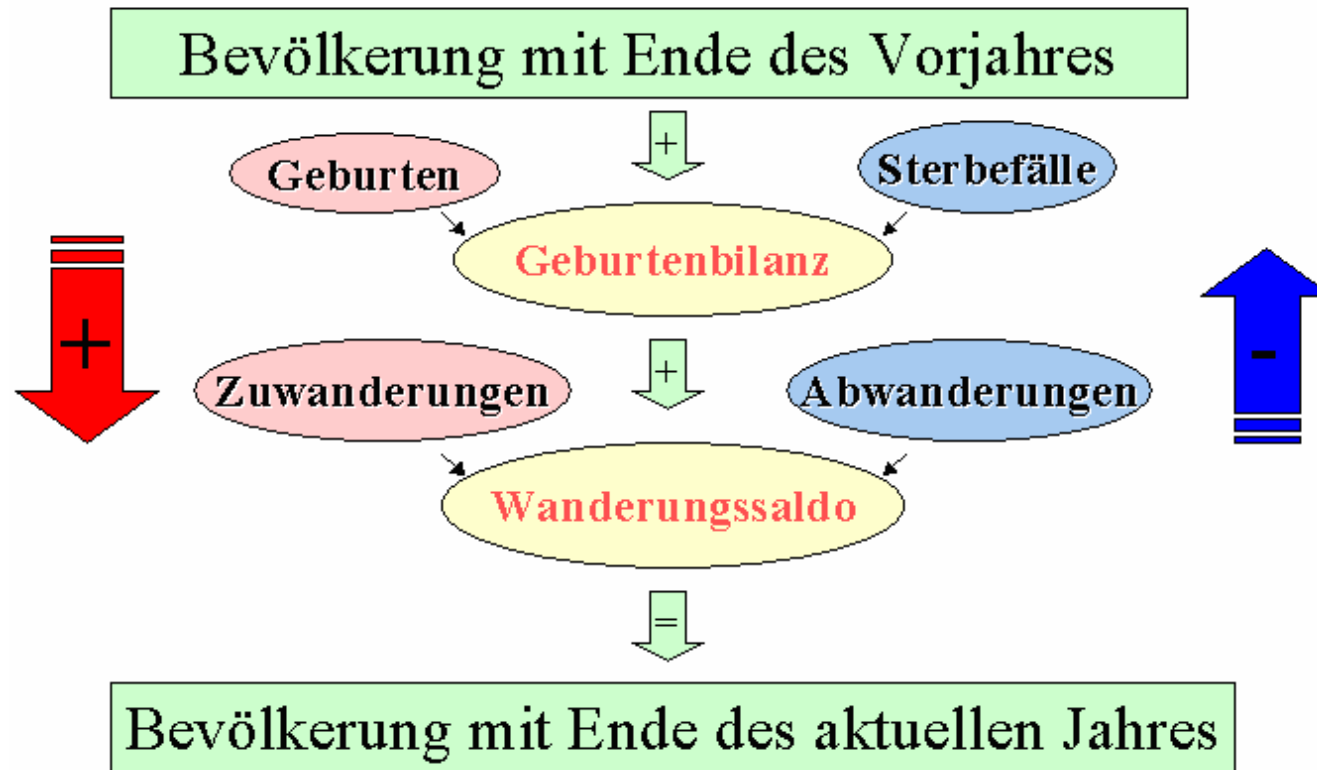 Bevölkerung mit Ende des Vorjahres
+
Geburten
Sterbefälle
Geburtenbilanz
+
-
+
Zuwanderungen
Abwanderungen
Wanderungssaldo
=
Bevölkerung mit Ende des aktuellen Jahres